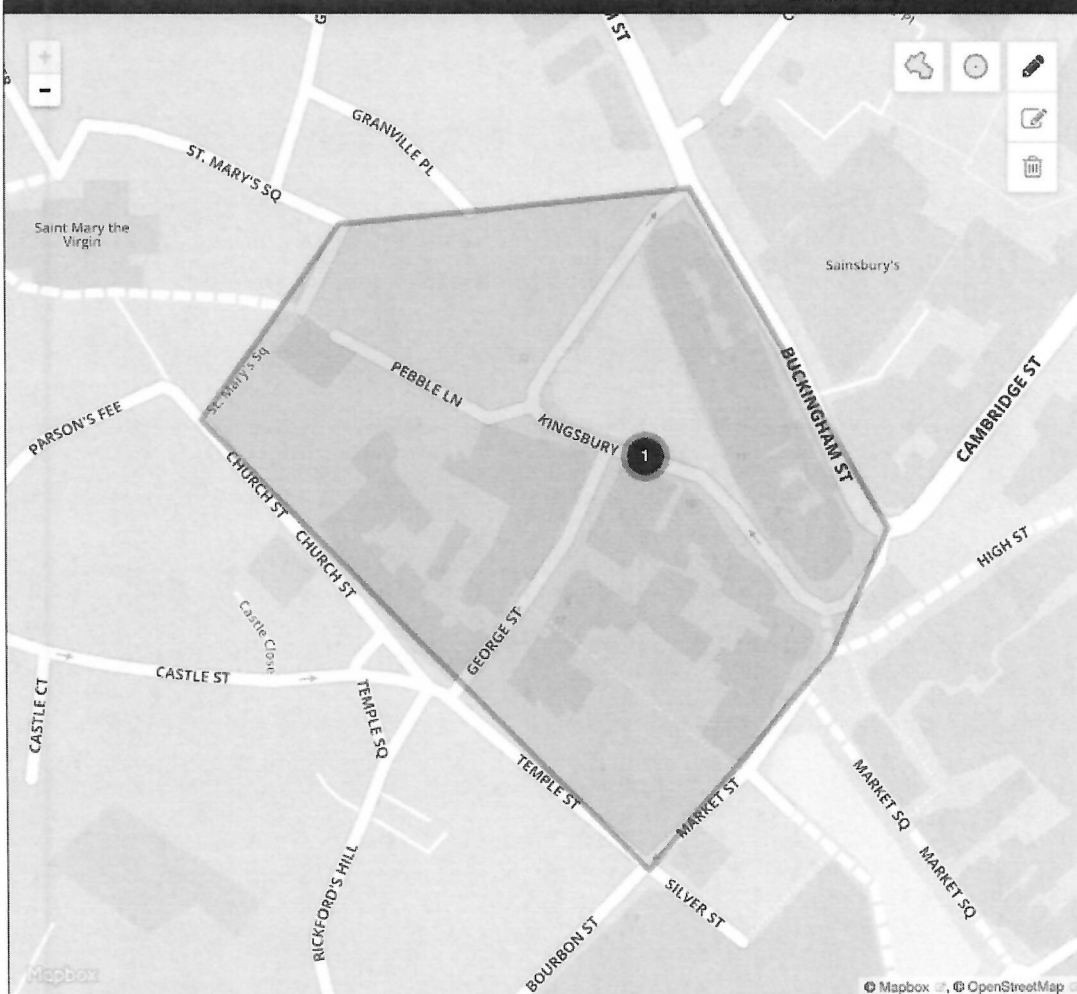 M ST
+
-
GRANVILLE PL
ST. MARY'S SQ
Saint Mary the
Virgin
Sainsbury's
St. Mary's Sq
PEBBLE LN
KINGSBURY
1
BUCKINGHAM ST
CAMBRIDGE ST
PARSON'S FEE
CHURCH ST
CHURCH ST
HIGH ST
Castle Close
GEORGE ST
CASTLE ST
CASTLE CT
TEMPLE SQ
TEMPLE ST
MARKET ST
MARKET SQ
MARKET SQ
RICKFORD'S HILL
SILVER ST
BOURBON ST
Mapbox
© Mapbox, © OpenStreetMap